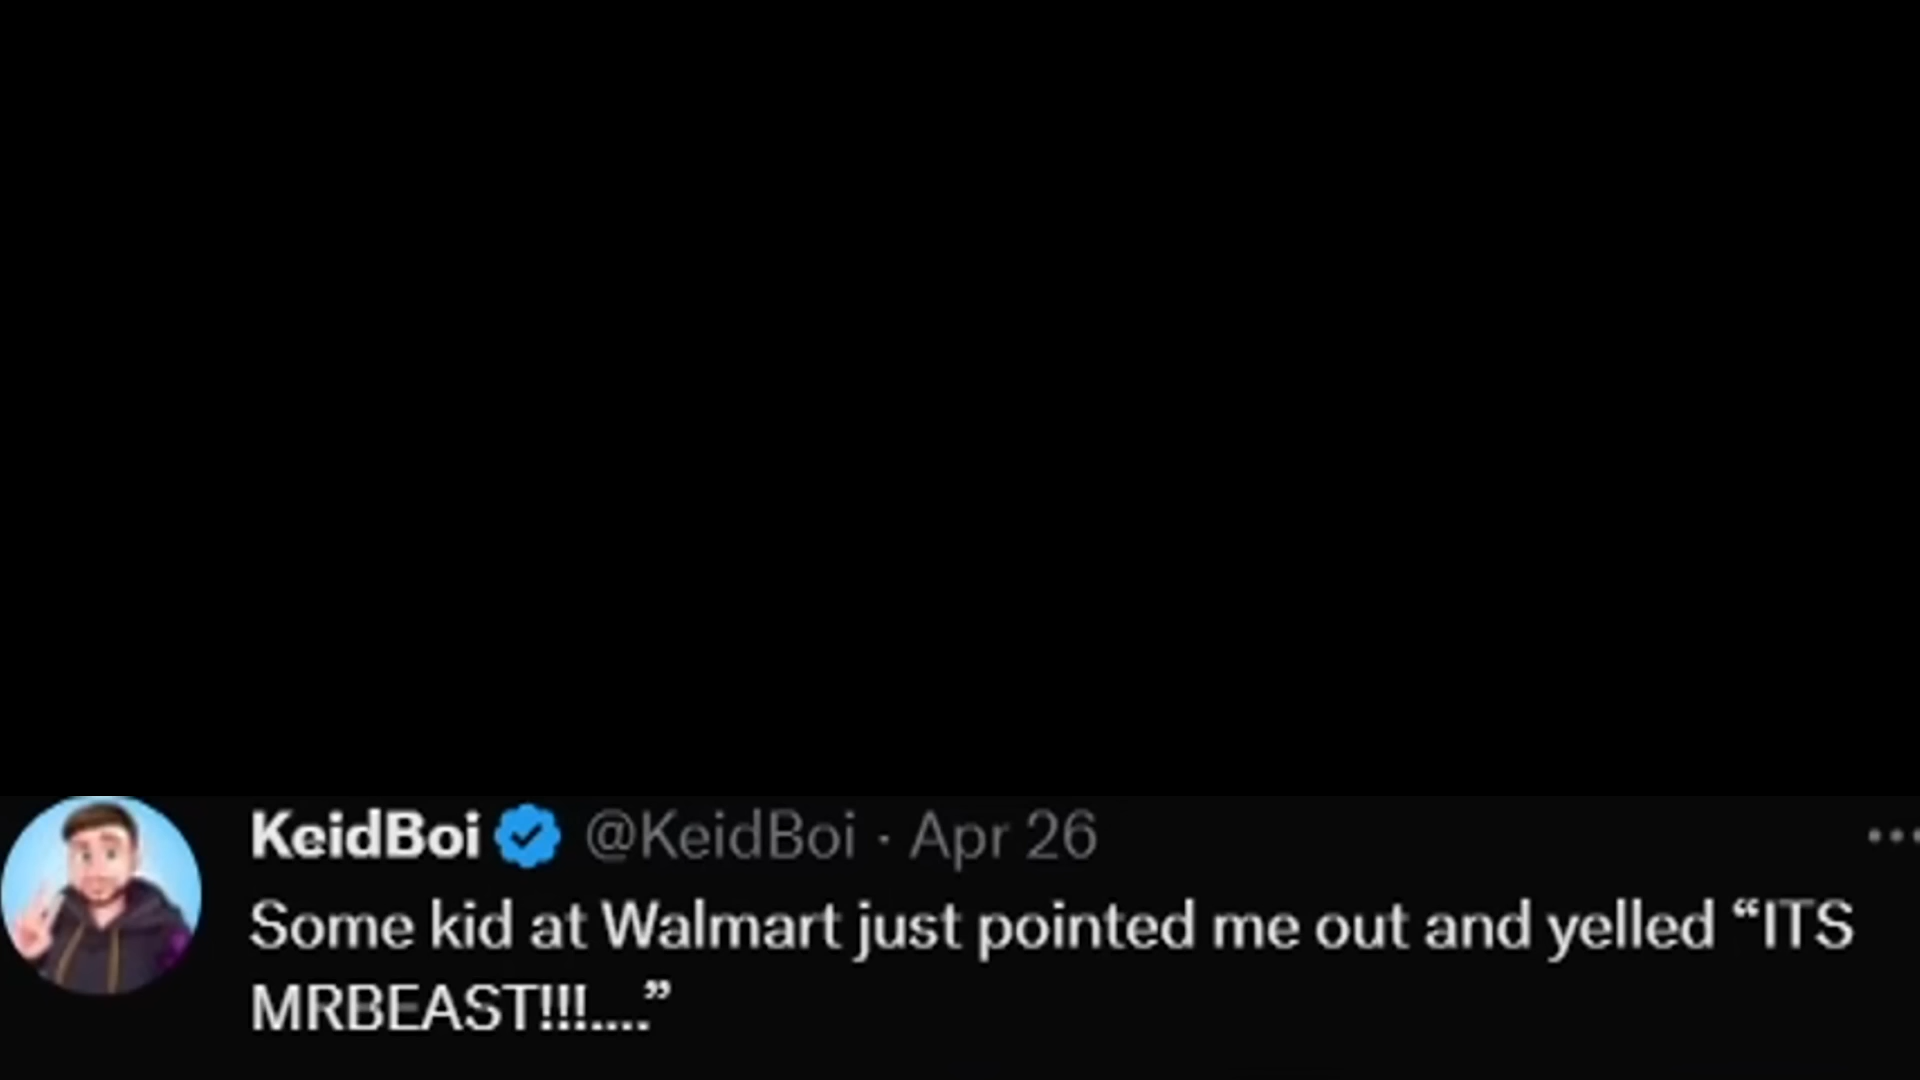 KeidBoi @KeidBoi · Apr 26
Some kid at Walmart just pointed me out and yelled “ITS
MRBEAST!!!....”